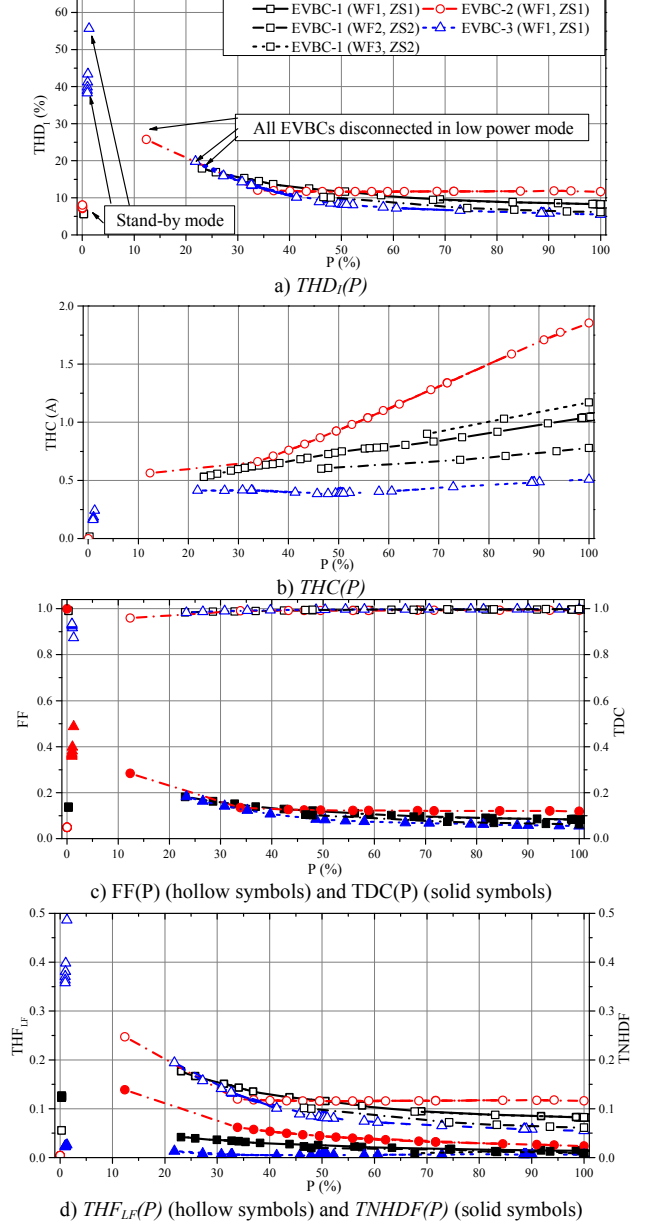 EVBC-1 (WF1, ZS1) EVBC-2 (WF1, ZS1)
EVBC-1 (WF2, ZS2) EVBC-3 (WF1, ZS1)
EVBC-1 (WF3, ZS2)
60
50
40
30
20
10
0
THD_I (%)
All EVBCs disconnected in low power mode
Stand-by mode
0 10 20 30 40 50 60 70 80 90 100
P (%)
a) THD_I(P)
2.0
1.5
1.0
0.5
0.0
THC (A)
0 10 20 30 40 50 60 70 80 90 100
P (%)
b) THC(P)
1.0 1.0
0.8 0.8
0.6 0.6
0.4 0.4
0.2 0.2
0.0 0.0
FF
TDC
0 10 20 30 40 50 60 70 80 90 100
P (%)
c) FF(P) (hollow symbols) and TDC(P) (solid symbols)
0.5 0.5
0.4 0.4
0.3 0.3
0.2 0.2
0.1 0.1
0.0 0.0
THF_LF
TNHDF
0 10 20 30 40 50 60 70 80 90 100
P (%)
d) THF_LF(P) (hollow symbols) and TNHDF(P) (solid symbols)